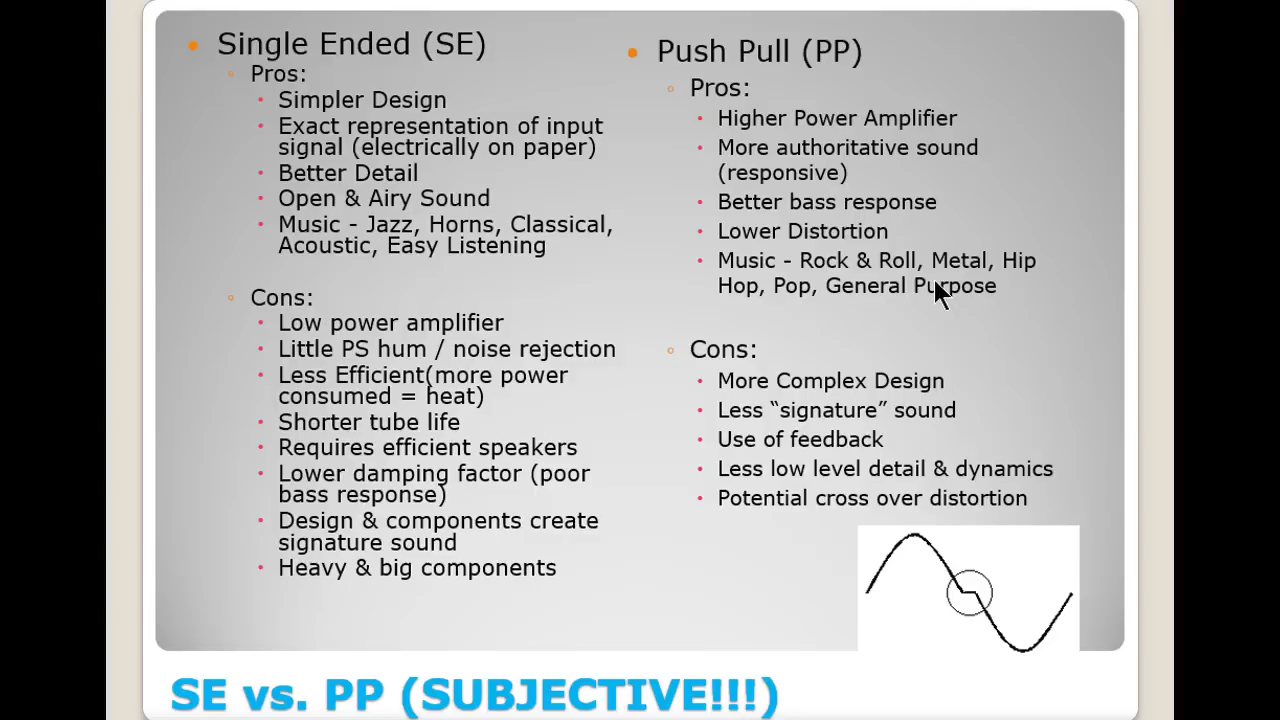 Single Ended (SE)
Pros:
Simpler Design
Exact representation of input
signal (electrically on paper)
Better Detail
Open & Airy Sound
Music - Jazz, Horns, Classical,
Acoustic, Easy Listening
Cons:
Low power amplifier
Little PS hum / noise rejection
Less Efficient(more power
consumed = heat)
Shorter tube life
Requires efficient speakers
Lower damping factor (poor
bass response)
Design & components create
signature sound
Heavy & big components
Push Pull (PP)
Pros:
Higher Power Amplifier
More authoritative sound
(responsive)
Better bass response
Lower Distortion
Music - Rock & Roll, Metal, Hip
Hop, Pop, General Purpose
Cons:
More Complex Design
Less “signature” sound
Use of feedback
Less low level detail & dynamics
Potential cross over distortion
SE vs. PP (SUBJECTIVE!!!)